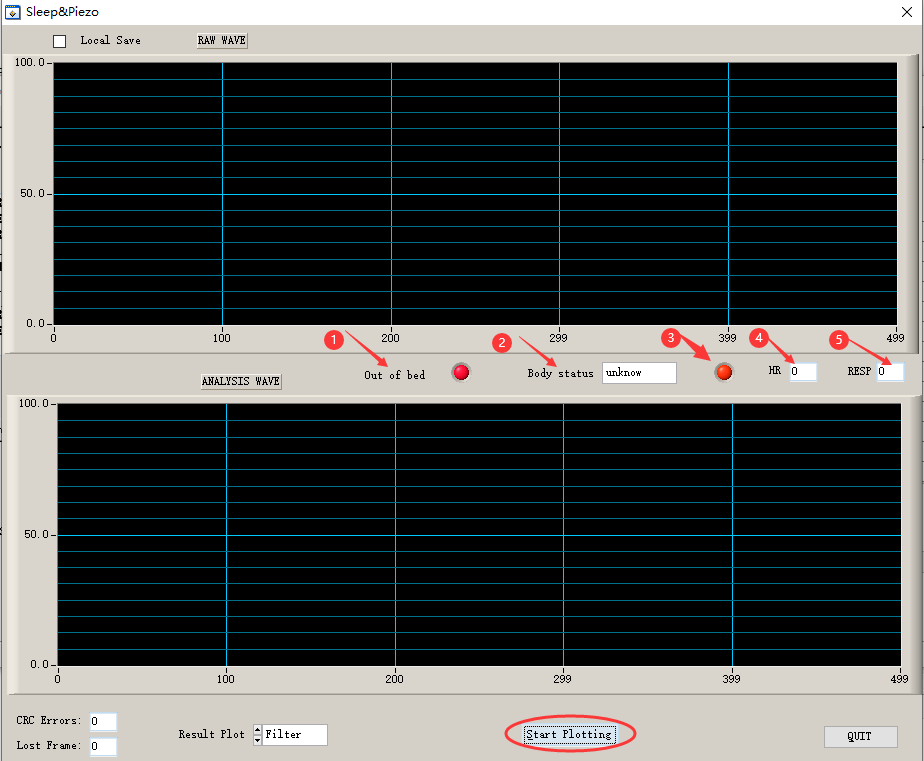 Sleep&Piezo
Local Save RAW WAVE
100.0
50.0
0.0
0 100 200 299 399 499
1 2 3 4 5
Out of bed Body status unknow HR 0 RESP 0
ANALYSIS WAVE
100.0
50.0
0.0
0 100 200 299 399 499
CRC Errors: 0
Result Plot Filter Start Plotting QUIT
Lost Frame: 0